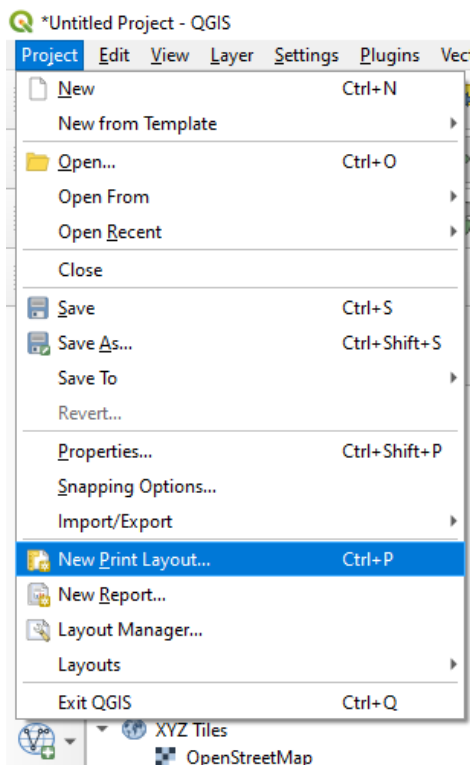 *Untitled Project - QGIS
Project Edit View Layer Settings Plugins Vec
New Ctrl+N
New from Template
Open... Ctrl+O
Open From
Open Recent
Close
Save Ctrl+S
Save As... Ctrl+Shift+S
Save To
Revert...
Properties... Ctrl+Shift+P
Snapping Options...
Import/Export
New Print Layout... Ctrl+P
New Report...
Layout Manager...
Layouts
Exit QGIS Ctrl+Q
XYZ Tiles
OpenStreetMap